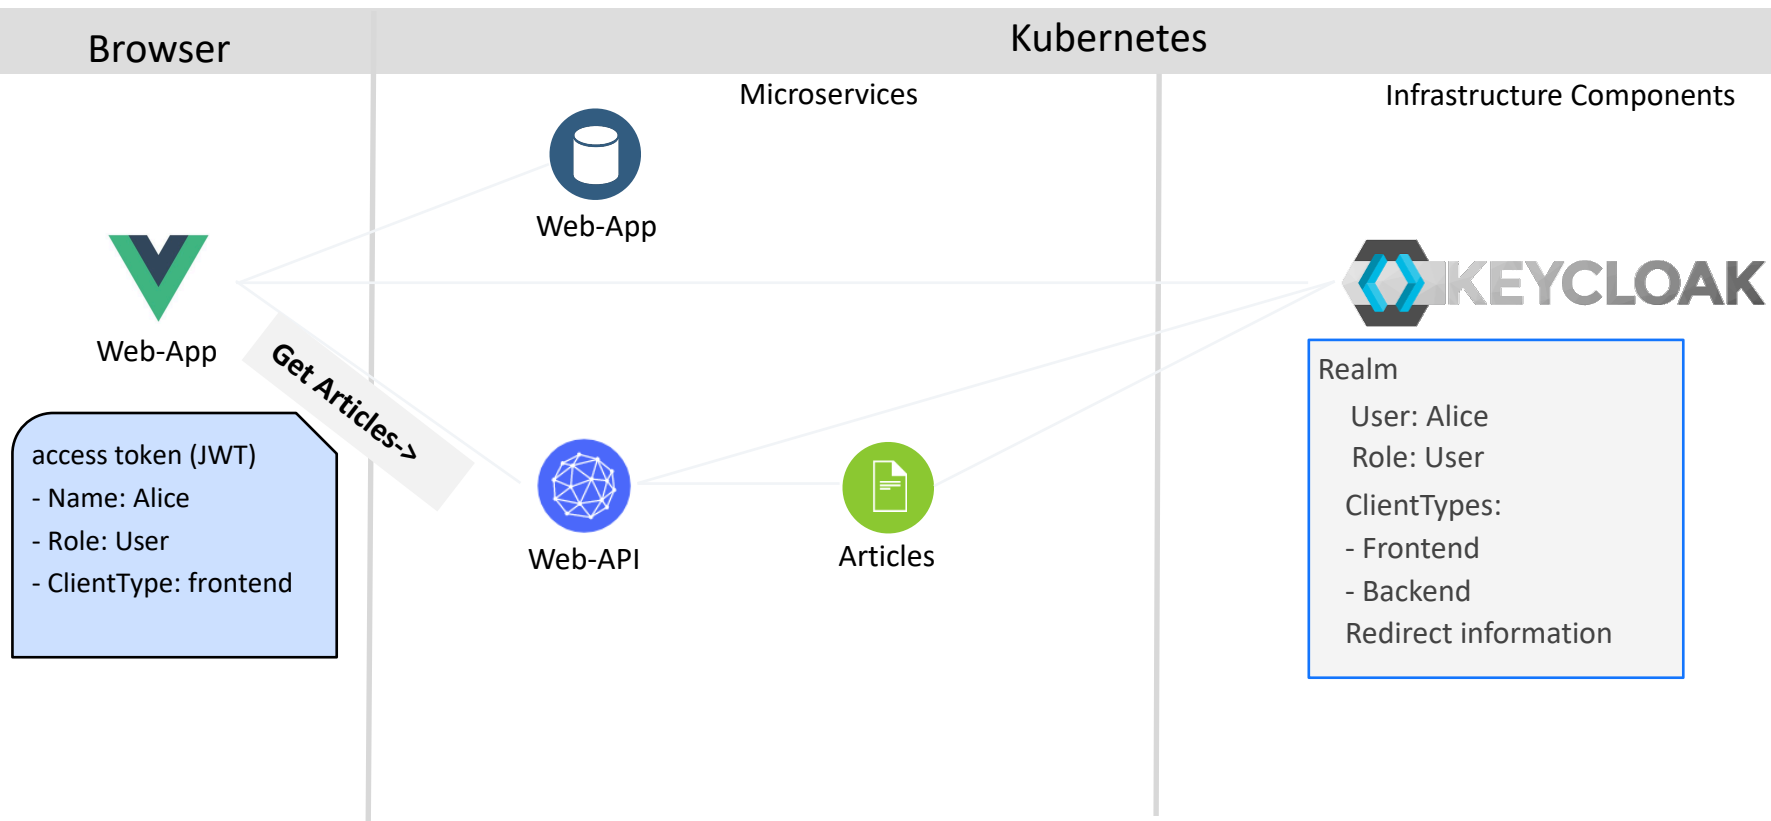 Browser
Kubernetes
Microservices
Infrastructure Components
Web-App
KEYCLOAK
Web-App
Get Articles->
access token (JWT)
- Name: Alice
- Role: User
- ClientType: frontend
Web-API
Articles
Realm
User: Alice
Role: User
ClientTypes:
- Frontend
- Backend
Redirect information